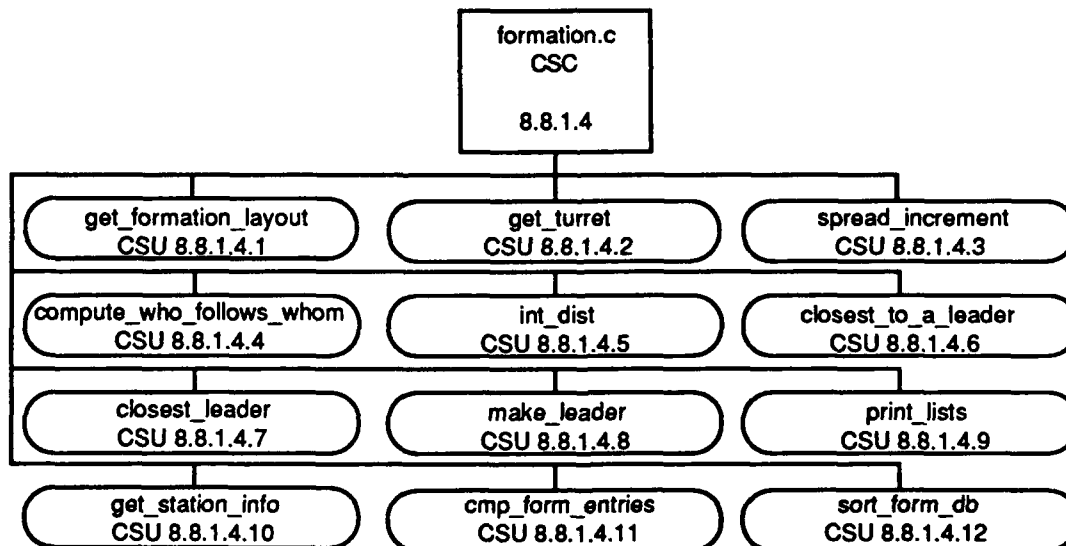 formation.c
CSC
8.8.1.4
get_formation_layout
CSU 8.8.1.4.1
get_turret
CSU 8.8.1.4.2
spread_increment
CSU 8.8.1.4.3
compute_who_follows_whom
CSU 8.8.1.4.4
int_dist
CSU 8.8.1.4.5
closest_to_a_leader
CSU 8.8.1.4.6
closest_leader
CSU 8.8.1.4.7
make_leader
CSU 8.8.1.4.8
print_lists
CSU 8.8.1.4.9
get_station_info
CSU 8.8.1.4.10
cmp_form_entries
CSU 8.8.1.4.11
sort_form_db
CSU 8.8.1.4.12